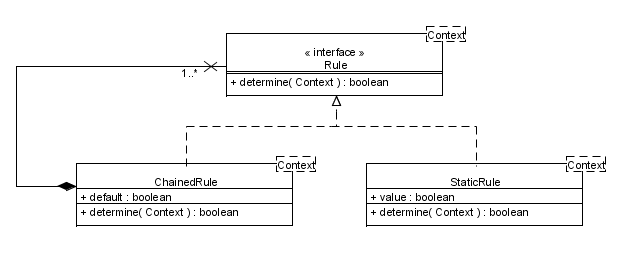 Context
« interface »
Rule
+ determine( Context ) : boolean
1..*
Context
ChainedRule
+ default : boolean
+ determine( Context ) : boolean
Context
StaticRule
+ value : boolean
+ determine( Context ) : boolean